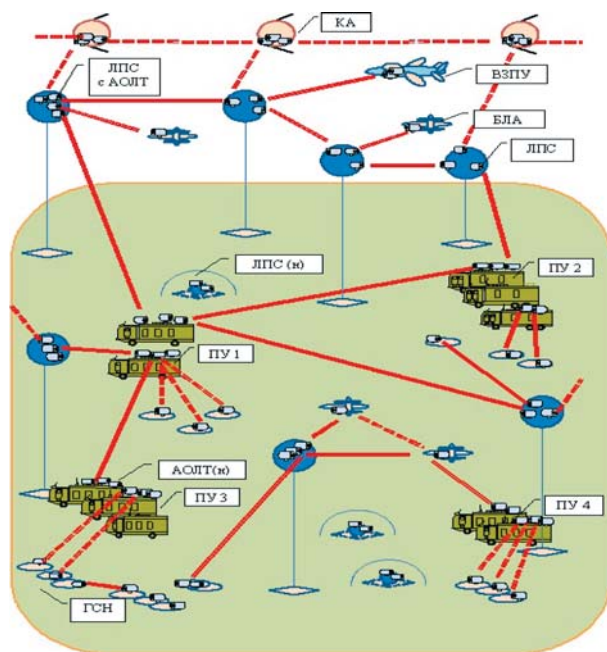 КА
ЛПС
с АОЛТ
ВЗПУ
БЛА
ЛПС
ЛПС (н)
ПУ 2
ПУ 1
АОЛТ(н)
ПУ 3
ПУ 4
ГСН